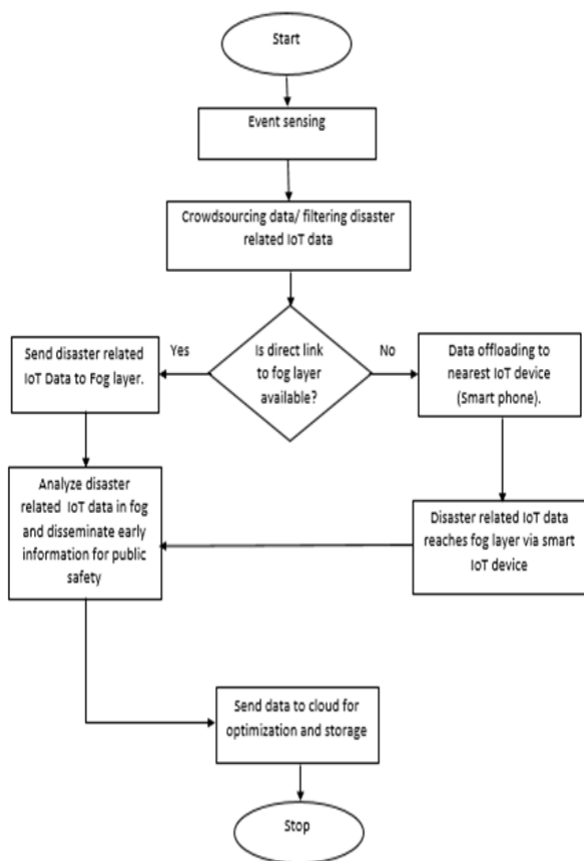 Start
Event sensing
Crowdsourcing data/ filtering disaster
related IoT data
Is direct link
to fog layer
available?
Yes
No
Send disaster related
IoT Data to Fog layer.
Data offloading to
nearest IoT device
(Smart phone).
Analyze disaster
related IoT data in fog
and disseminate early
information for public
safety
Disaster related IoT data
reaches fog layer via smart
IoT device
Send data to cloud for
optimization and storage
Stop